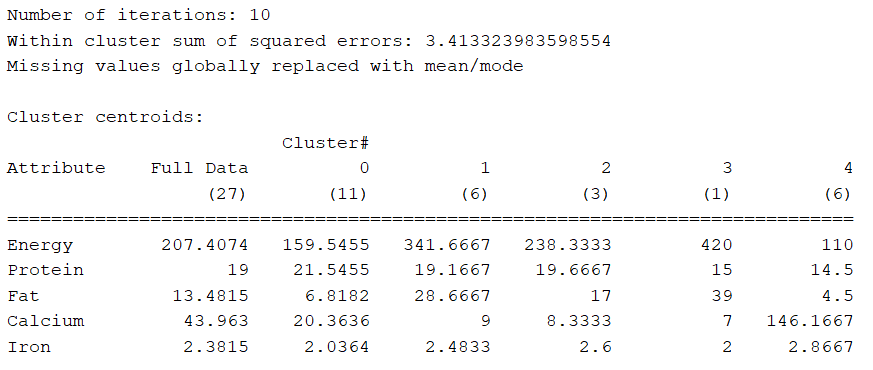 Number of iterations: 10
Within cluster sum of squared errors: 3.413323983598554
Missing values globally replaced with mean/mode
Cluster centroids:
Cluster#
Attribute Full Data 0 1 2 3 4
(27) (11) (6) (3) (1) (6)
================================================================================
Energy 207.4074 159.5455 341.6667 238.3333 420 110
Protein 19 21.5455 19.1667 19.6667 15 14.5
Fat 13.4815 6.8182 28.6667 17 39 4.5
Calcium 43.963 20.3636 9 8.3333 7 146.1667
Iron 2.3815 2.0364 2.4833 2.6 2 2.8667